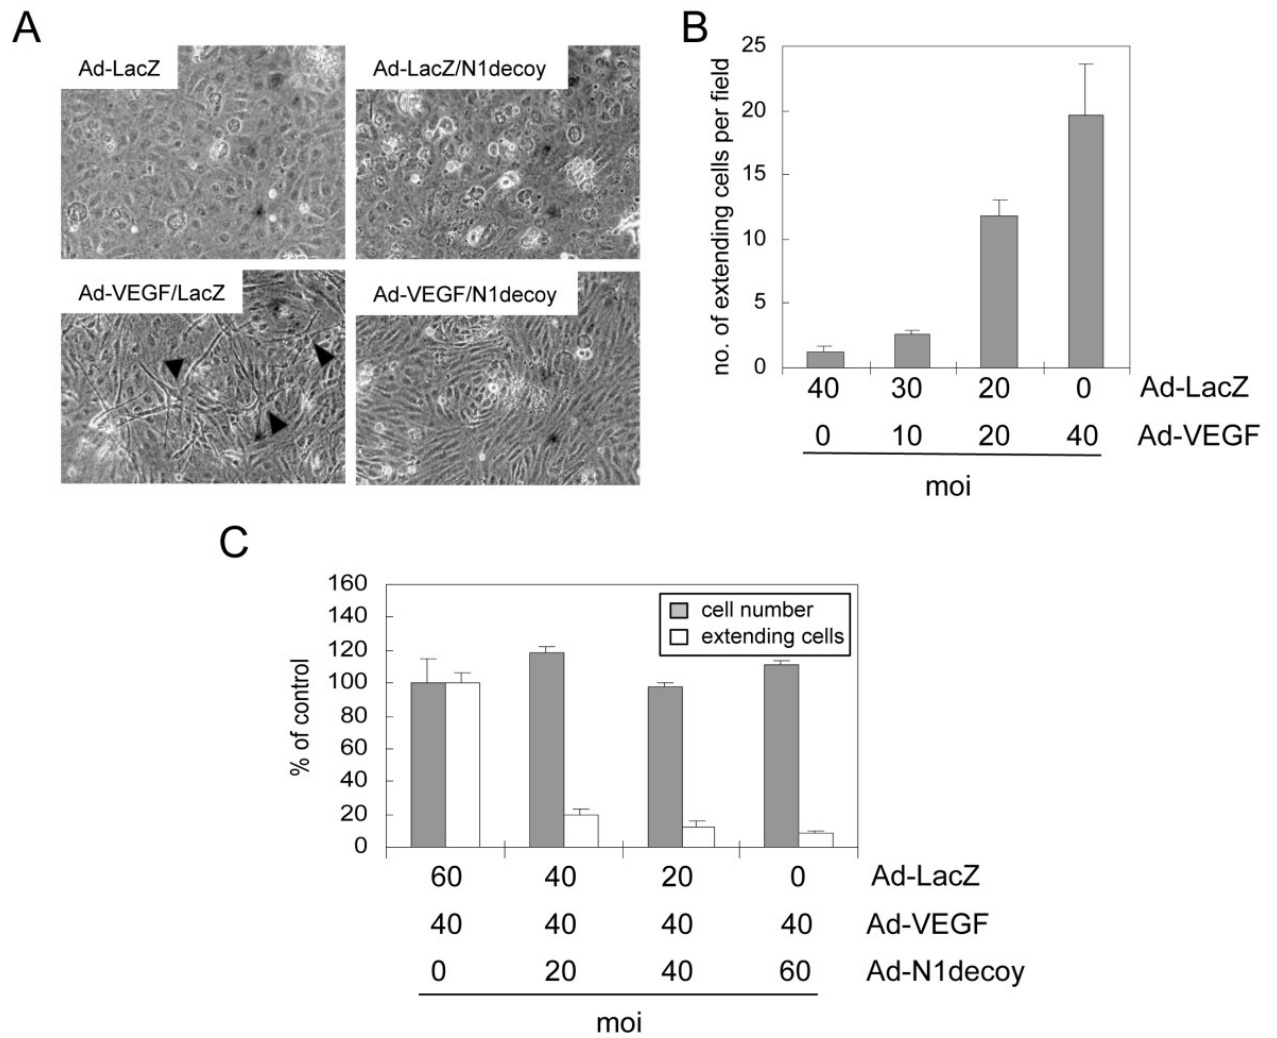 A
Ad-LacZ
Ad-LacZ/N1decoy
Ad-VEGF/LacZ
Ad-VEGF/N1decoy
B
no. of extending cells per field
25
20
15
10
5
0
40 30 20 0 Ad-LacZ
0 10 20 40 Ad-VEGF
moi
C
% of control
160
140
120
100
80
60
40
20
0
cell number
extending cells
60 40 20 0 Ad-LacZ
40 40 40 40 Ad-VEGF
0 20 40 60 Ad-N1decoy
moi